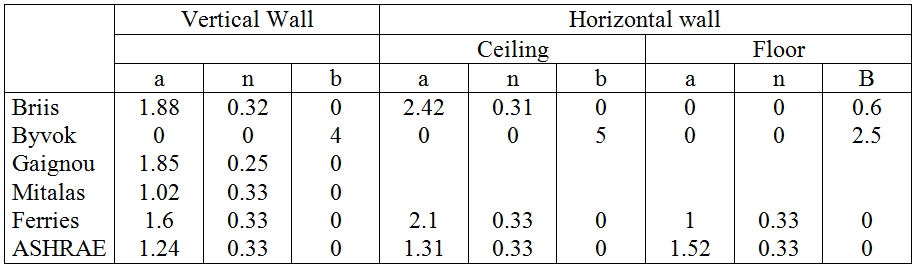 Vertical Wall Horizontal wall
Ceiling Floor
a n b a n b a n B
Briis 1.88 0.32 0 2.42 0.31 0 0 0 0.6
Byvok 0 0 4 0 0 5 0 0 2.5
Gaignou 1.85 0.25 0
Mitalas 1.02 0.33 0
Ferries 1.6 0.33 0 2.1 0.33 0 1 0.33 0
ASHRAE 1.24 0.33 0 1.31 0.33 0 1.52 0.33 0